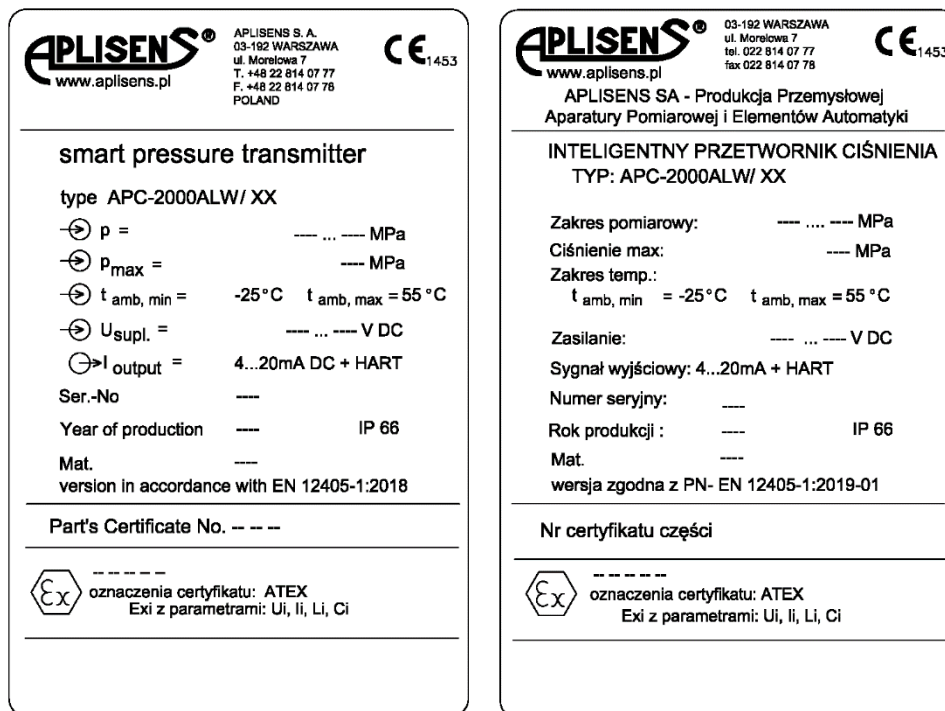 APLISENS®
www.aplisens.pl
APLISENS S. A.
03-192 WARSZAWA
ul. Morelowa 7
T. +48 22 814 07 77
F. +48 22 814 07 78
POLAND
CE 1453
smart pressure transmitter
type APC-2000ALW/ XX
p = ---- ... ---- MPa
pmax = ---- MPa
t amb, min = -25°C t amb, max = 55 °C
Usupl. = ---- ... ---- V DC
I output = 4...20mA DC + HART
Ser.-No ----
Year of production ---- IP 66
Mat. ----
version in accordance with EN 12405-1:2018
Part's Certificate No. -- -- --
Ex -- -- -- -- --
oznaczenia certyfikatu: ATEX
Exi z parametrami: Ui, Ii, Li, Ci
APLISENS®
www.aplisens.pl
03-192 WARSZAWA
ul. Morelowa 7
tel. 022 814 07 77
fax 022 814 07 78
CE 1453
APLISENS SA - Produkcja Przemysłowej
Aparatury Pomiarowej i Elementów Automatyki
INTELIGENTNY PRZETWORNIK CIŚNIENIA
TYP: APC-2000ALW/ XX
Zakres pomiarowy: ---- .... ---- MPa
Ciśnienie max: ---- MPa
Zakres temp.:
t amb, min = -25°C t amb, max = 55 °C
Zasilanie: ---- ... ---- V DC
Sygnał wyjściowy: 4...20mA + HART
Numer seryjny: ----
Rok produkcji : ---- IP 66
Mat. ----
wersja zgodna z PN- EN 12405-1:2019-01
Nr certyfikatu części
Ex -- -- -- -- --
oznaczenia certyfikatu: ATEX
Exi z parametrami: Ui, Ii, Li, Ci